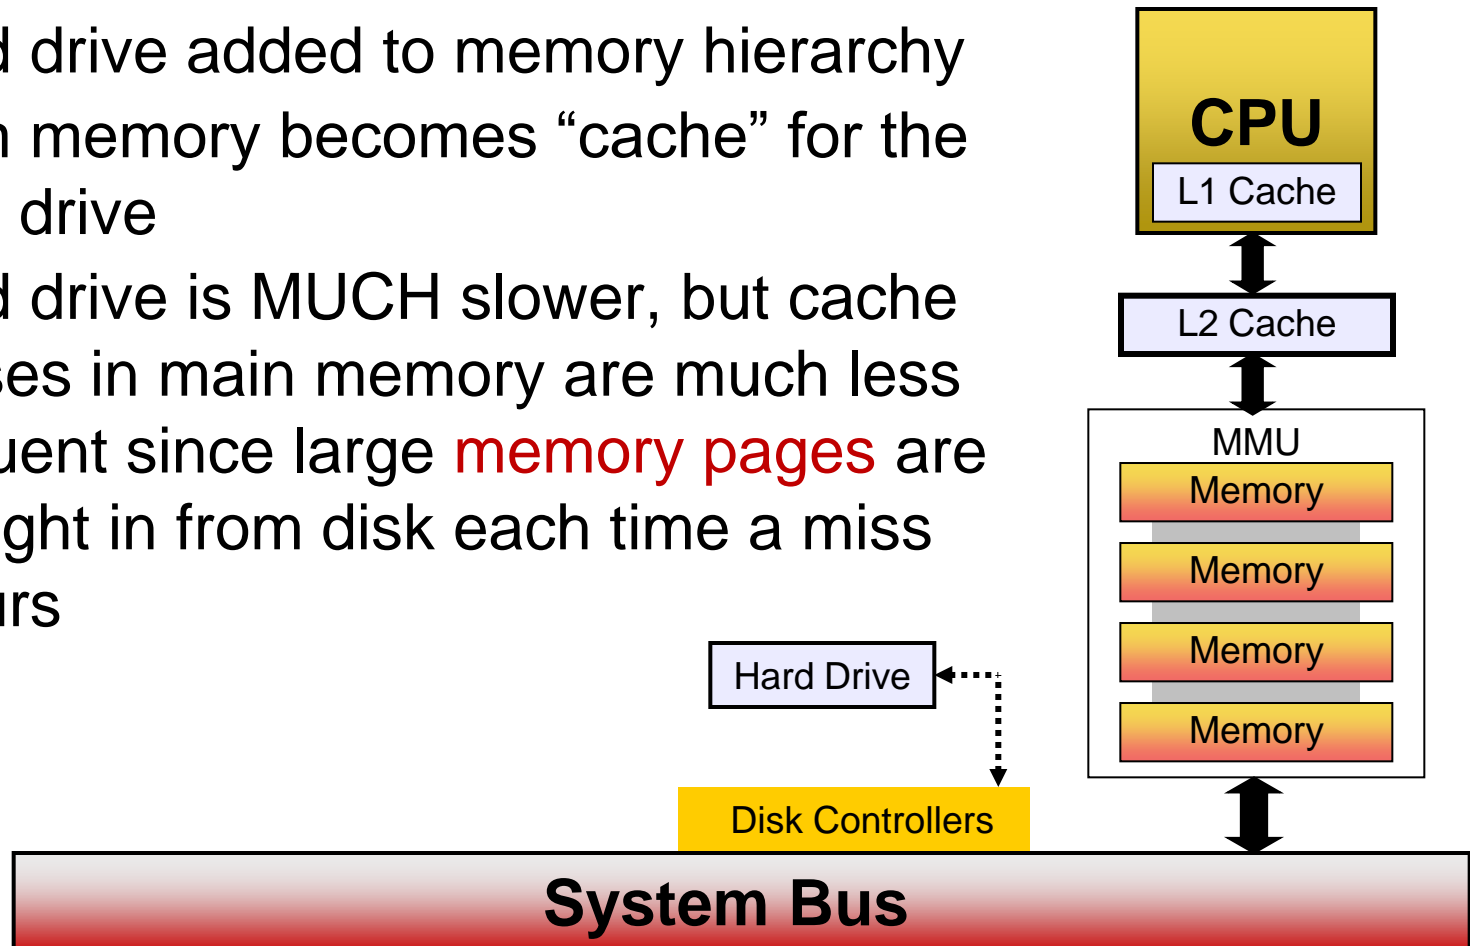 d drive added to memory hierarchy
n memory becomes “cache” for the
drive
d drive is MUCH slower, but cache
ses in main memory are much less
uent since large memory pages are
ght in from disk each time a miss
urs
CPU
L1 Cache
L2 Cache
MMU
Memory
Memory
Memory
Memory
Hard Drive
Disk Controllers
System Bus